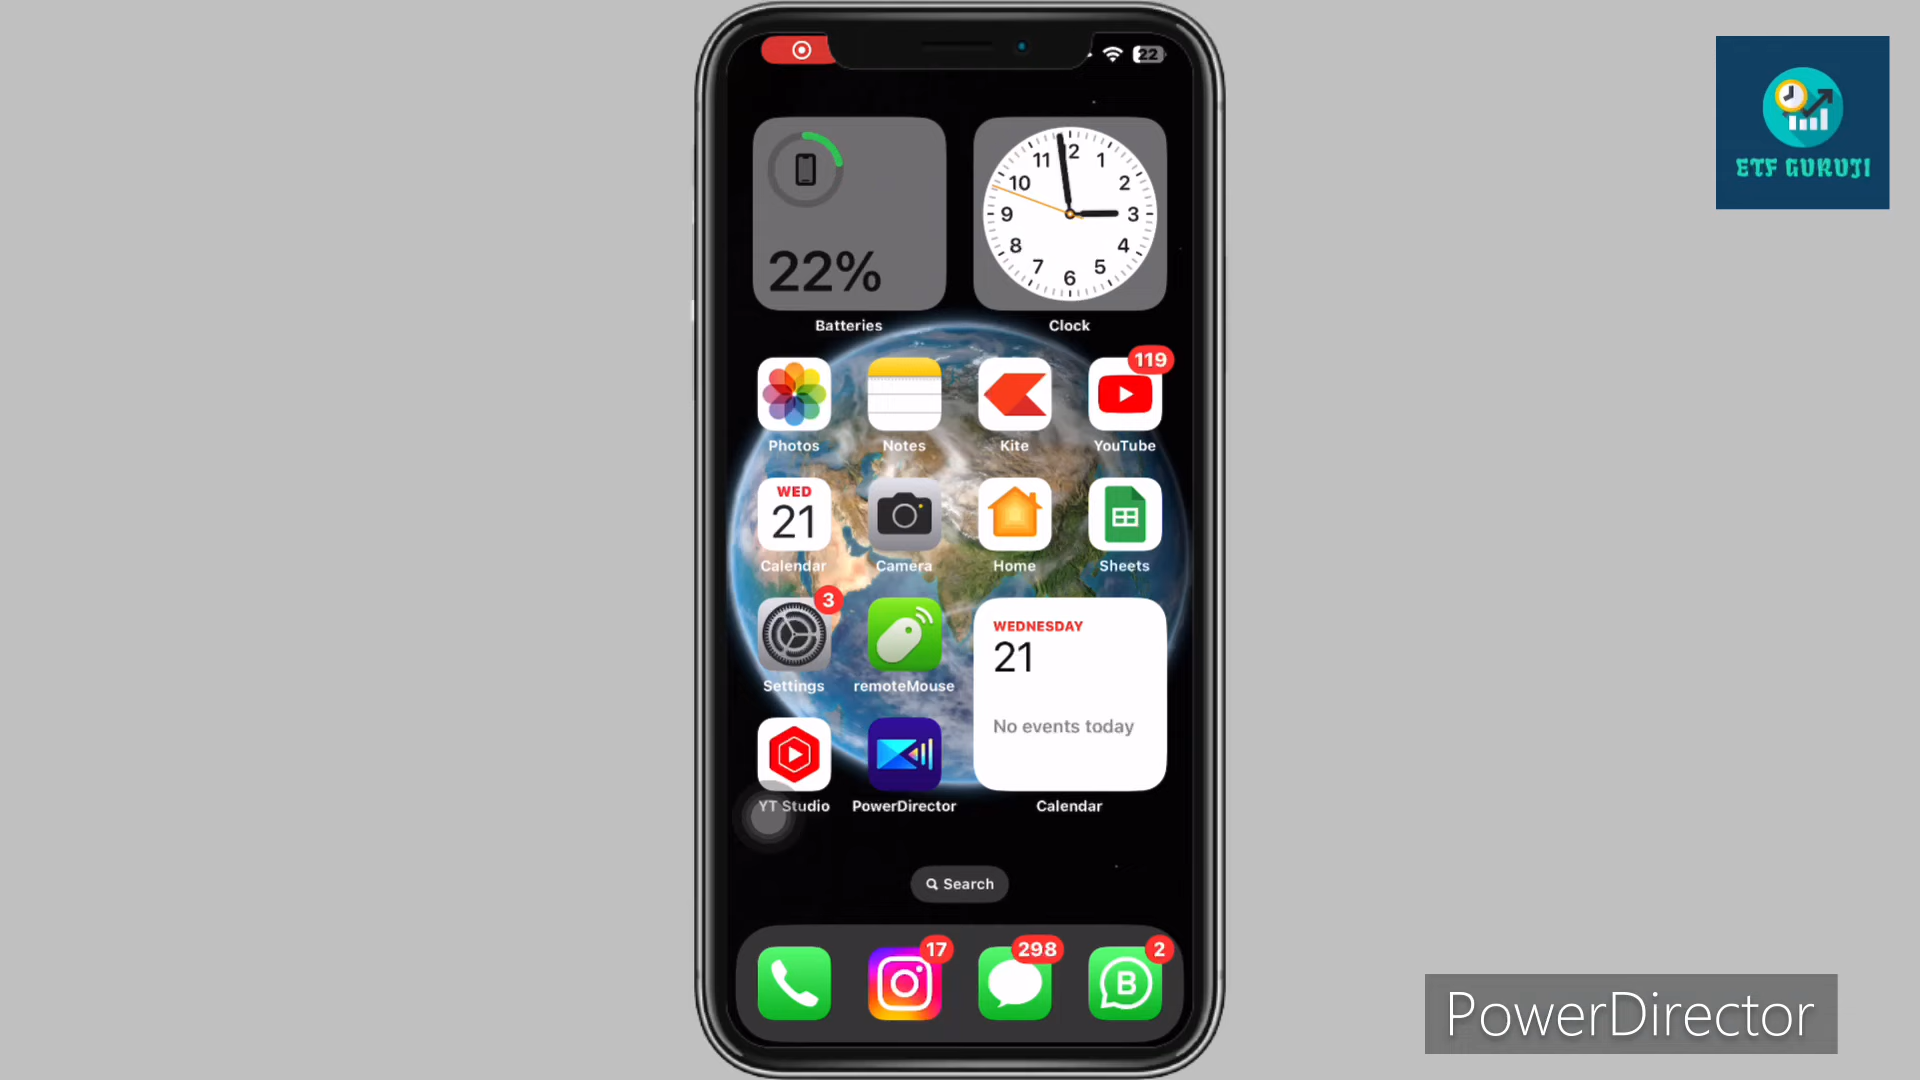 22
22%
Batteries
12
1
2
3
4
5
6
7
8
9
10
11
Clock
119
Photos
Notes
Kite
YouTube
WED
21
Calendar
Camera
Home
Sheets
3
Settings
remoteMouse
WEDNESDAY
21
No events today
YT Studio
PowerDirector
Calendar
Search
17
298
2
B
ETF GURUJI
PowerDirector